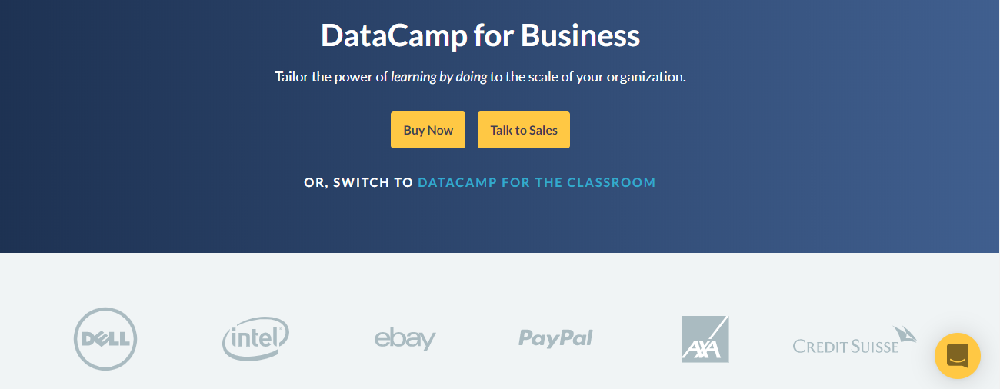 DataCamp for Business
Tailor the power of learning by doing to the scale of your organization.
Buy Now
Talk to Sales
OR, SWITCH TO DATACAMP FOR THE CLASSROOM
DELL
intel
ebay
PayPal
AXA
CREDIT SUISSE